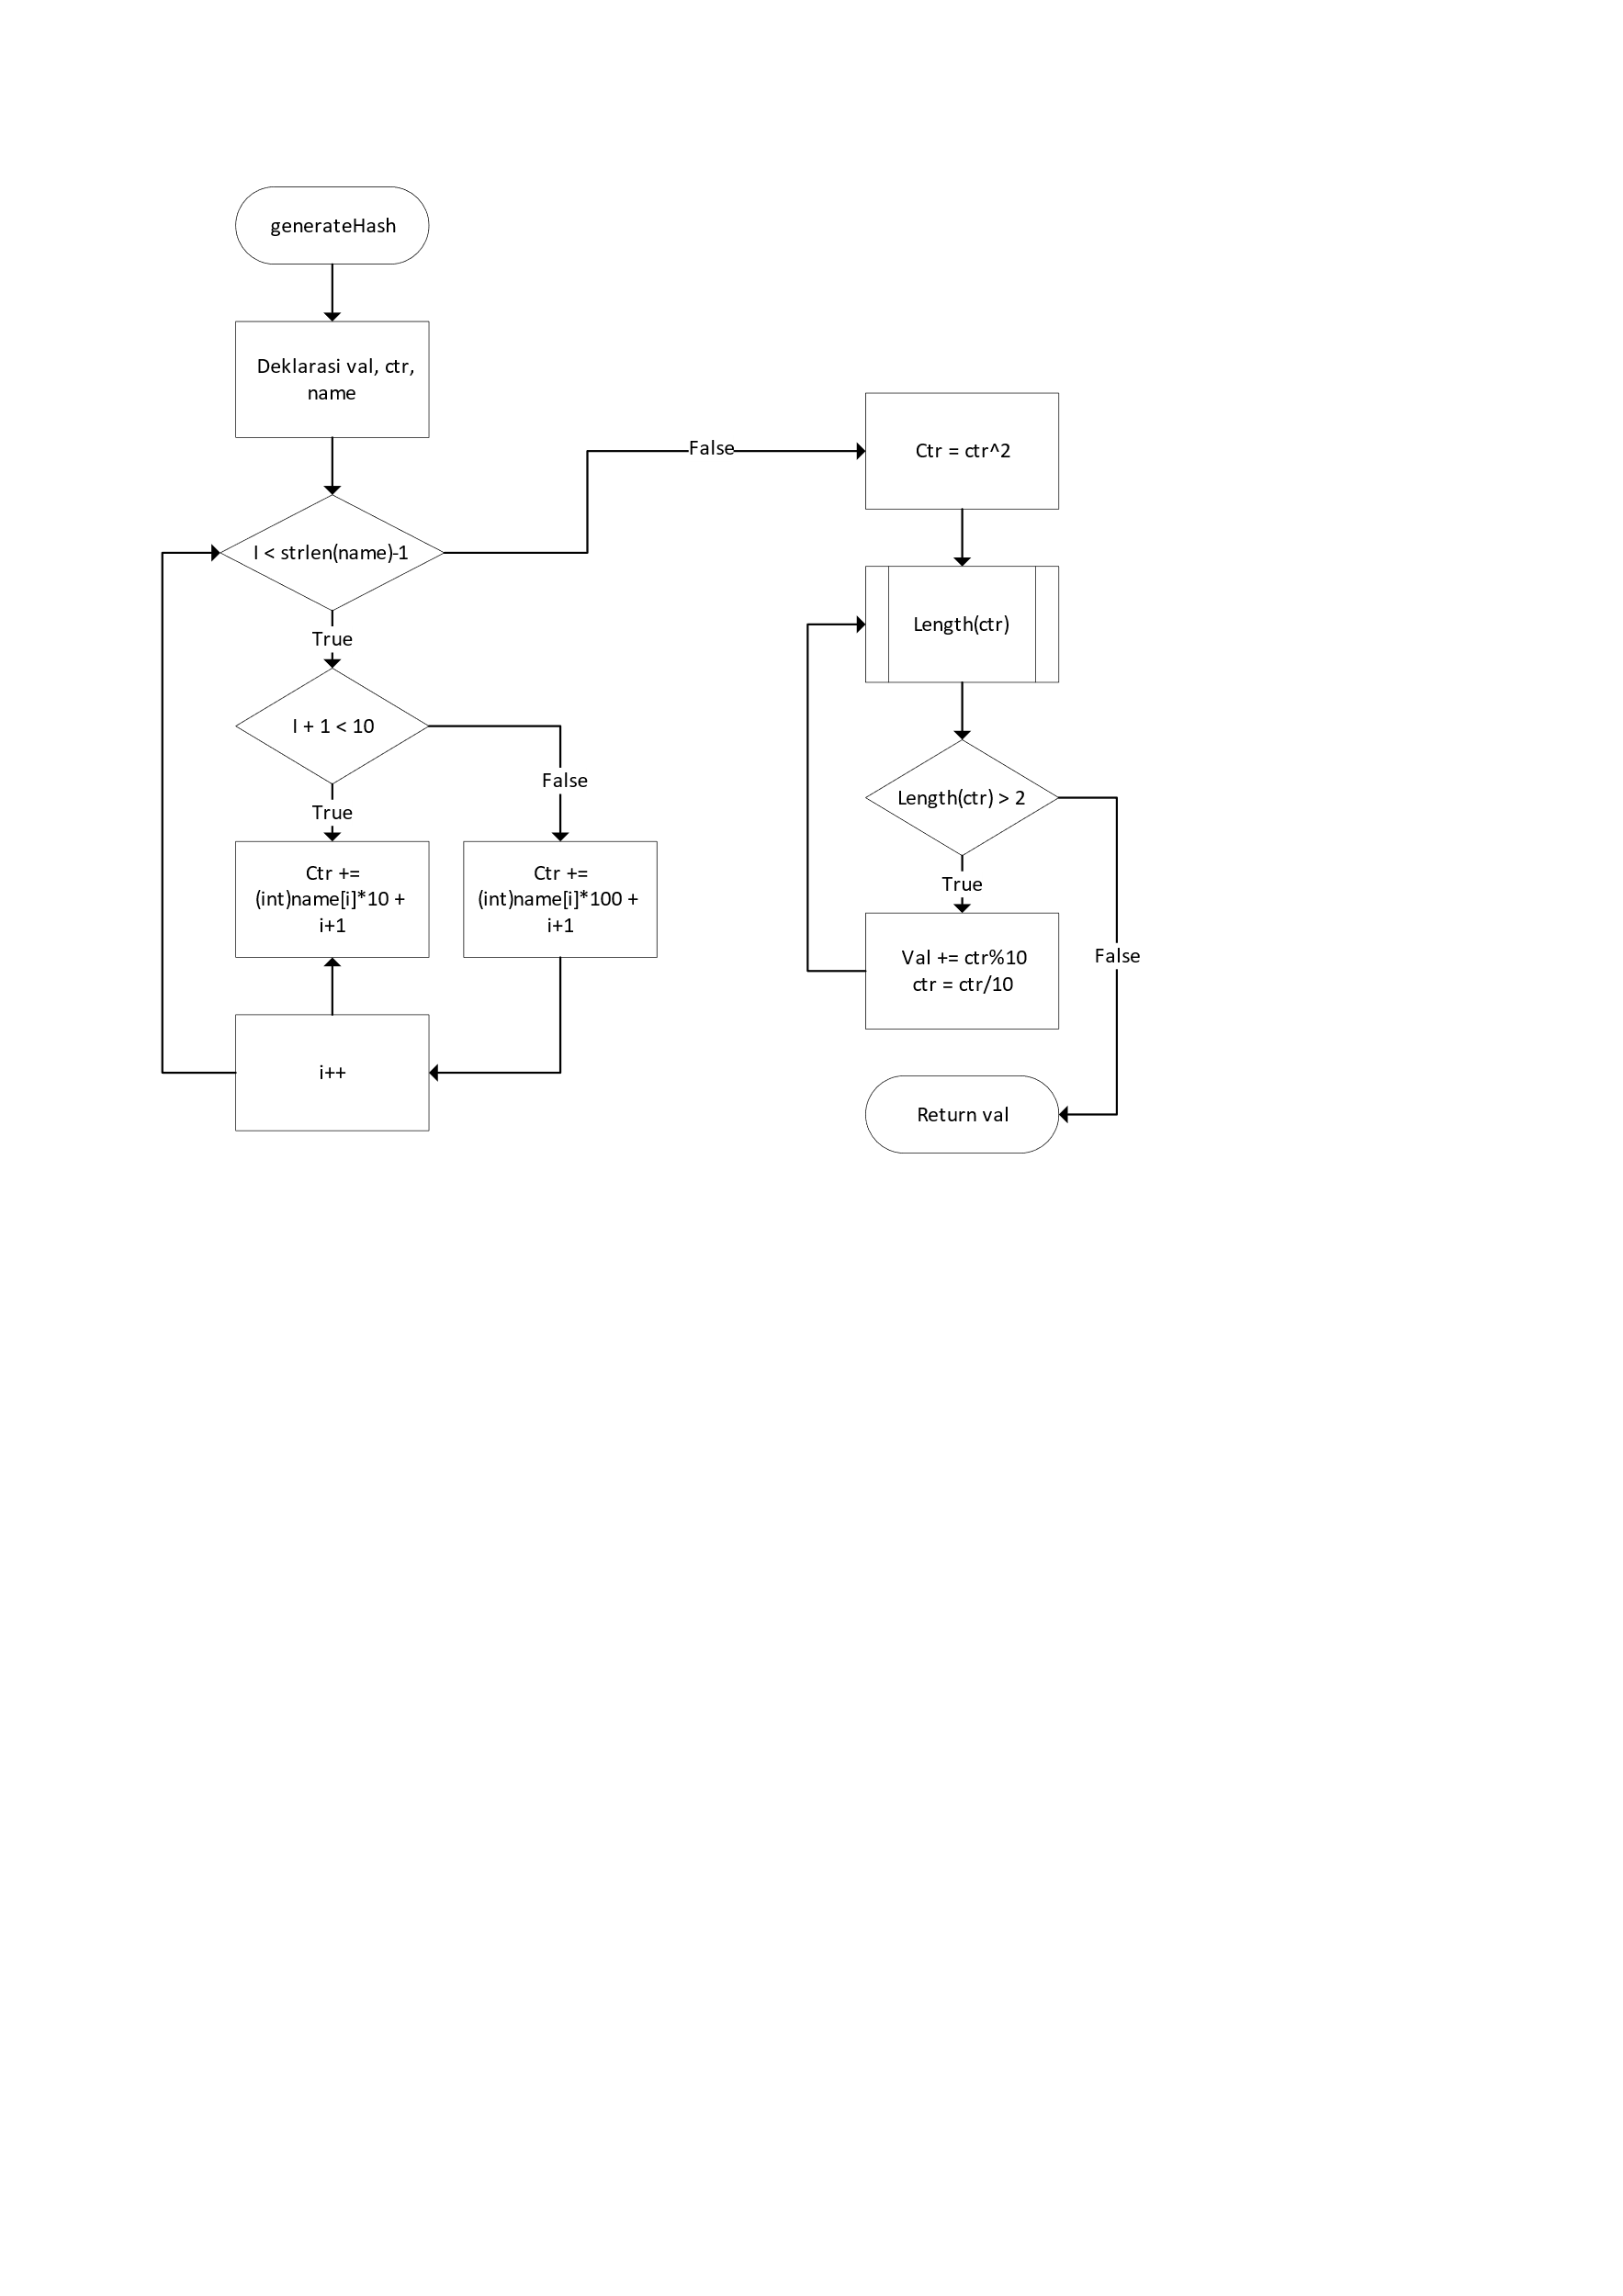 generateHash
Deklarasi val, ctr,
name
I < strlen(name)-1
True
I + 1 < 10
True
False
Ctr +=
(int)name[i]*10 +
i+1
Ctr +=
(int)name[i]*100 +
i+1
i++
False
Ctr = ctr^2
Length(ctr)
Length(ctr) > 2
True
Val += ctr%10
ctr = ctr/10
False
Return val